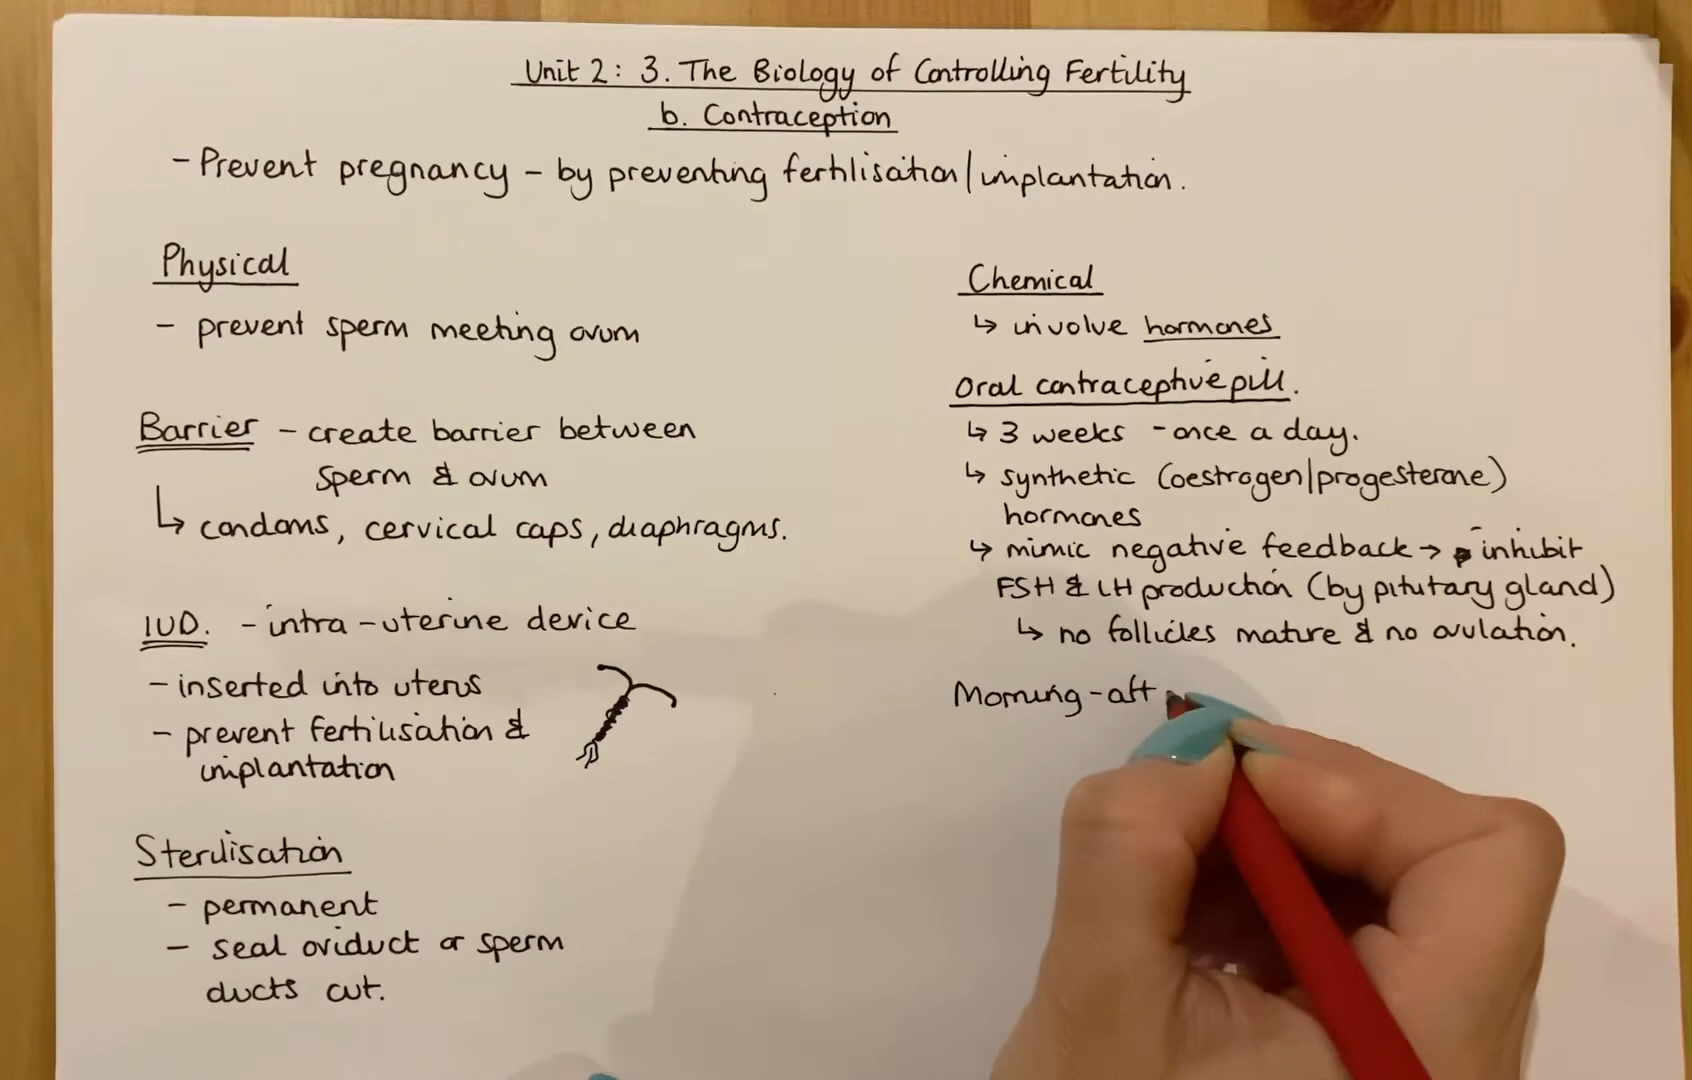 Unit 2: 3. The Biology of Controlling Fertility
b. Contraception
- Prevent pregnancy - by preventing fertilisation/implantation.
Physical
- prevent sperm meeting ovum
Barrier - create barrier between
sperm & ovum
↳ condoms, cervical caps, diaphragms.
IUD. - intra-uterine device
- inserted into uterus
- prevent fertilisation &
implantation
Sterilisation
- permanent
- seal oviduct or sperm
ducts cut.
Chemical
↳ involve hormones
Oral contraceptive pill.
↳ 3 weeks - once a day.
↳ synthetic (oestrogen/progesterone)
hormones
↳ mimic negative feedback → inhibit
FSH & LH production (by pitutary gland)
↳ no follicles mature & no ovulation.
Morning-aft